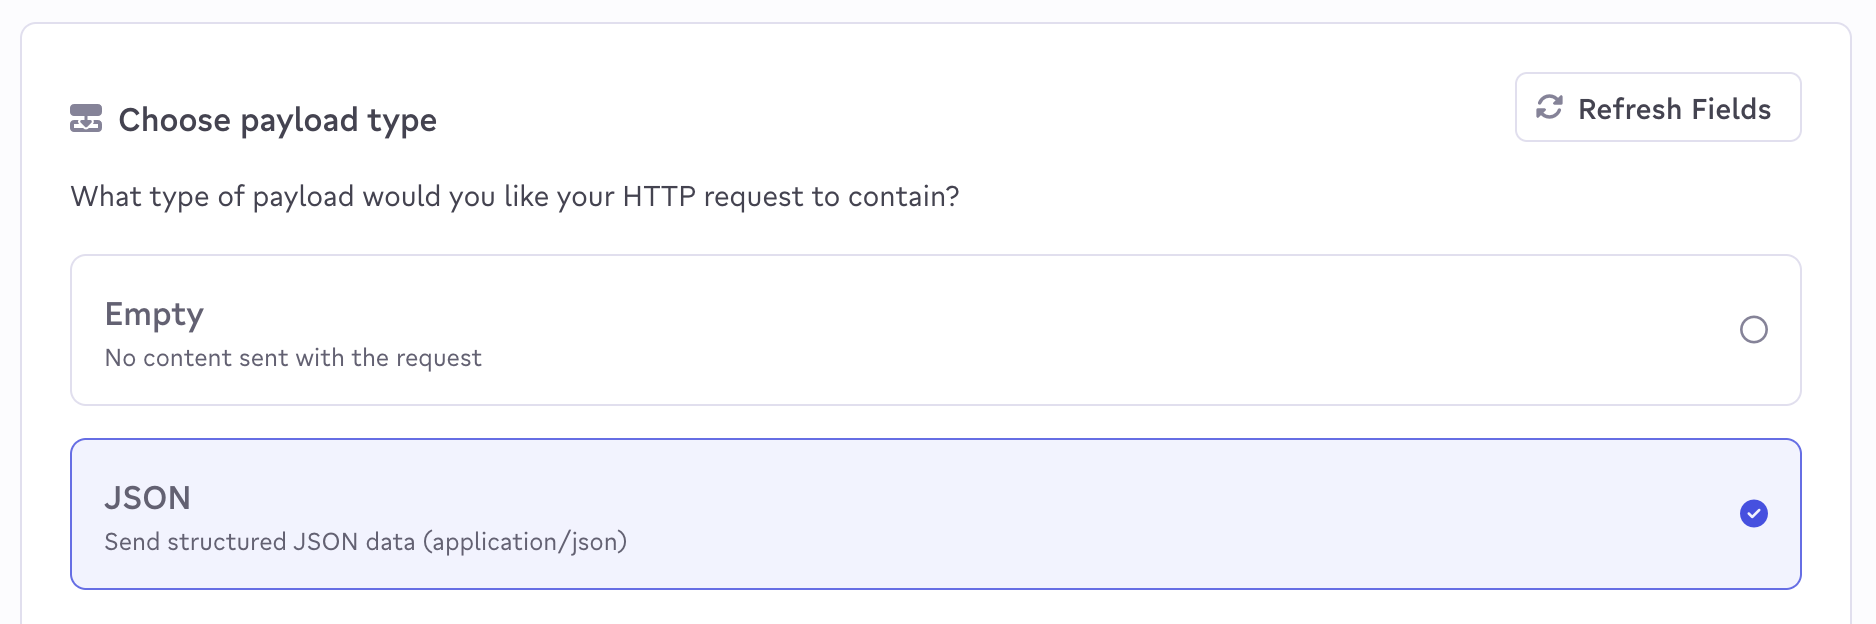 Choose payload type
Refresh Fields
What type of payload would you like your HTTP request to contain?
Empty
No content sent with the request
JSON
Send structured JSON data (application/json)